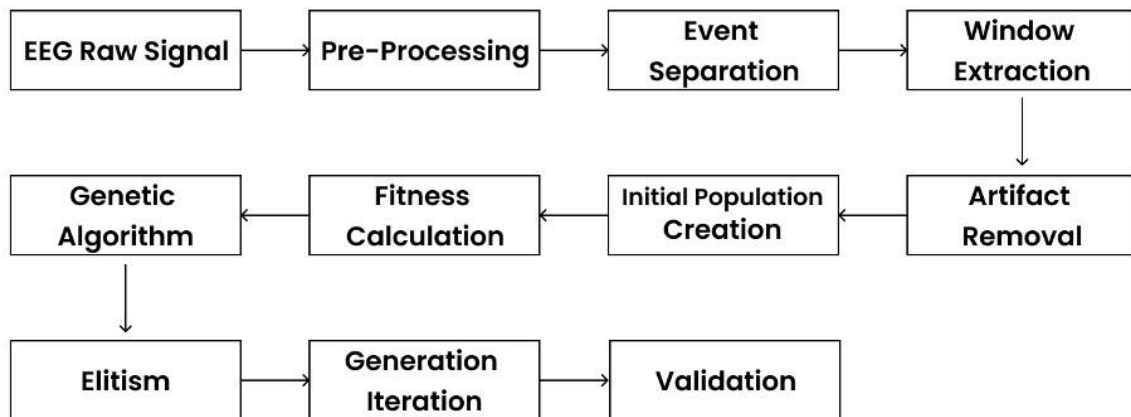 EEG Raw Signal
Pre-Processing
Event
Separation
Window
Extraction
Genetic
Algorithm
Fitness
Calculation
Initial Population
Creation
Artifact
Removal
Elitism
Generation
Iteration
Validation